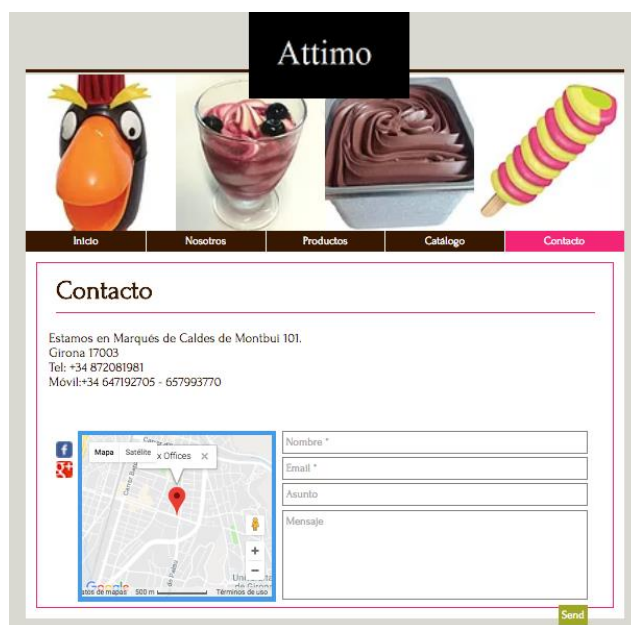 Attimo
Inicio
Nosotros
Productos
Catálogo
Contacto
Contacto
Estamos en Marqués de Caldes de Montbui 101.
Girona 17003
Tel: +34 872081981
Móvil:+34 647192705 - 657993770
Mapa
Satélite
x Offices
Nombre *
Email *
Asunto
Mensaje
Google
500 m
Términos de uso
Send